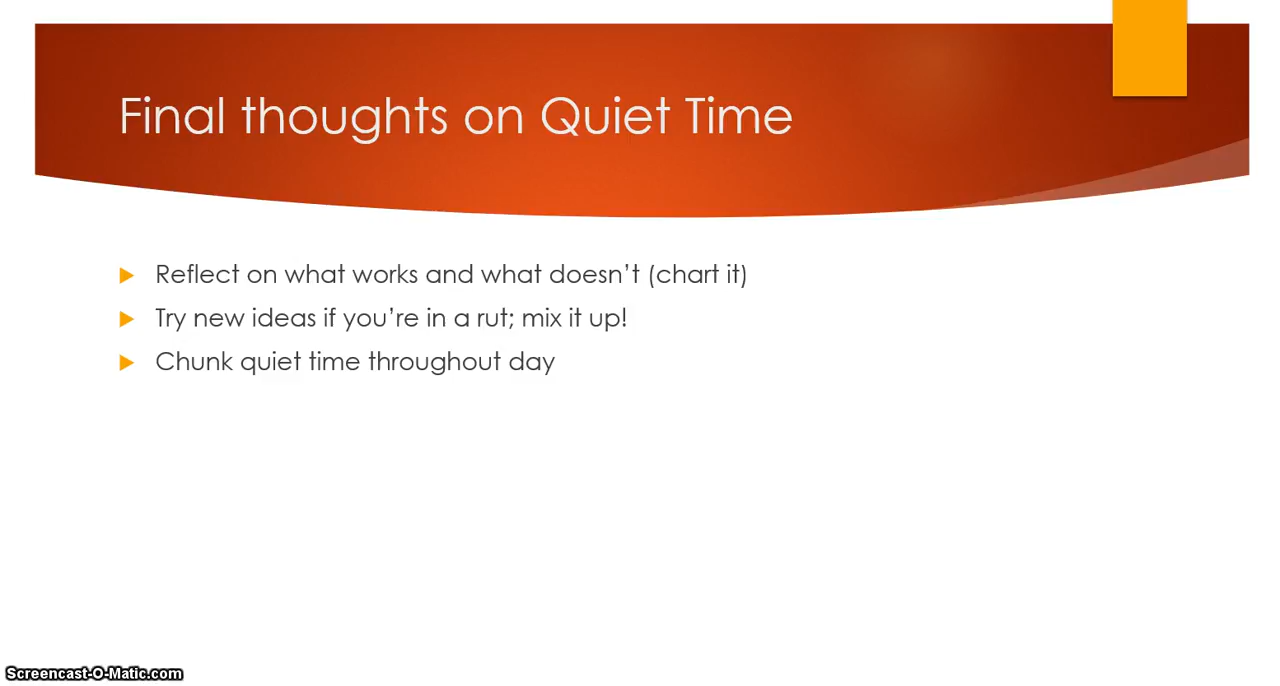 Final thoughts on Quiet Time
Reflect on what works and what doesn’t (chart it)
Try new ideas if you’re in a rut; mix it up!
Chunk quiet time throughout day
Screencast-O-Matic.com